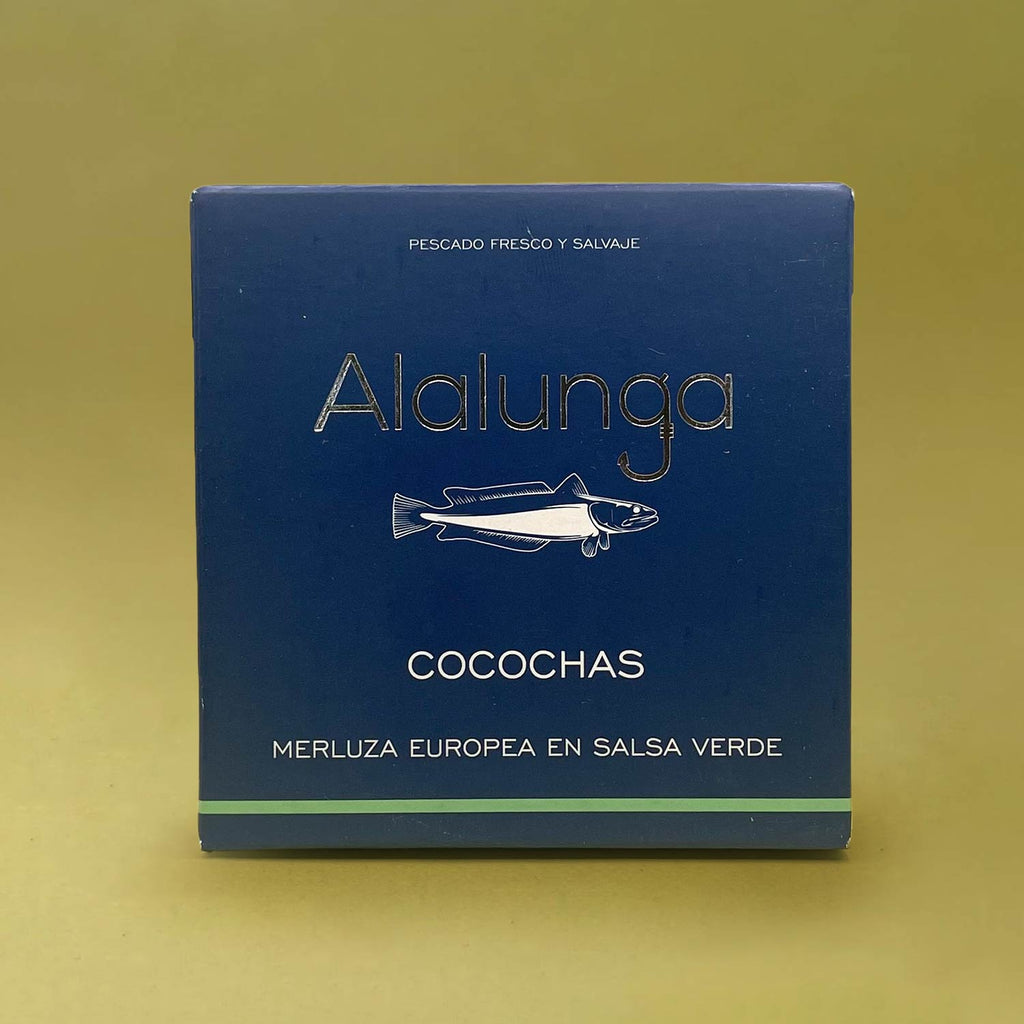 PESCADO FRESCO Y SALVAJE
Alalunga
COCOCHAS
MERLUZA EUROPEA EN SALSA VERDE